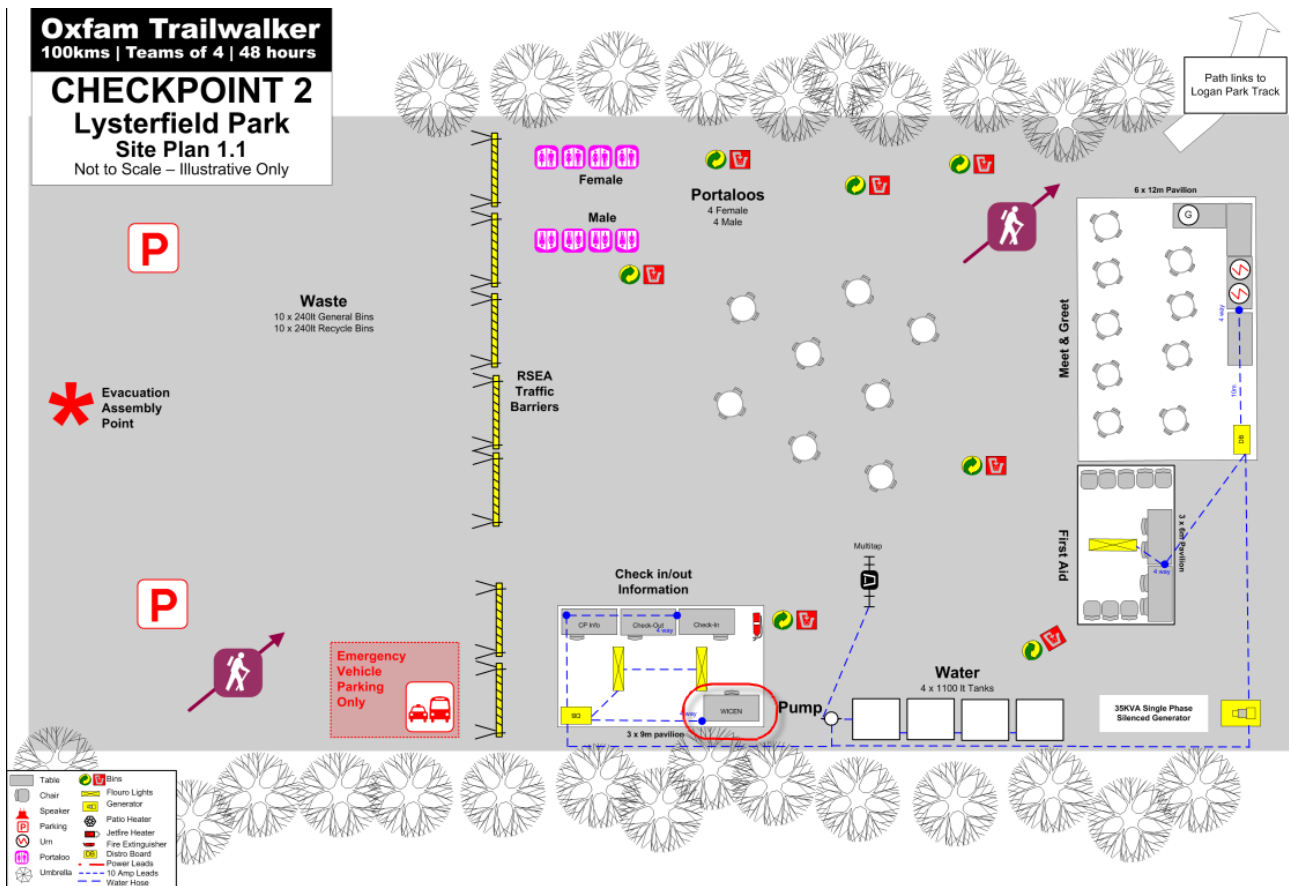 Oxfam Trailwalker
100kms | Teams of 4 | 48 hours
CHECKPOINT 2
Lysterfield Park
Site Plan 1.1
Not to Scale – Illustrative Only
Path links to
Logan Park Track
P
Female
Male
Portaloos
4 Female
4 Male
6 x 12m Pavilion
G
4 way
Meet & Greet
10m
DB
Waste
10 x 240lt General Bins
10 x 240lt Recycle Bins
Evacuation
Assembly
Point
RSEA
Traffic
Barriers
First Aid
3 x 6m Pavilion
4 way
Multitap
P
Check in/out
Information
CP Info
Check-Out
Check-In
4 way
Emergency
Vehicle
Parking
Only
DB
4 way
WICEN
3 x 9m pavilion
Pump
Water
4 x 1100 lt Tanks
35KVA Single Phase
Silenced Generator
Table
Chair
Speaker
P
Parking
Urn
Portaloo
Umbrella
Bins
Flouro Lights
Generator
Patio Heater
Jetfire Heater
Fire Extinguisher
DB
Distro Board
Power Leads
10 Amp Leads
Water Hose